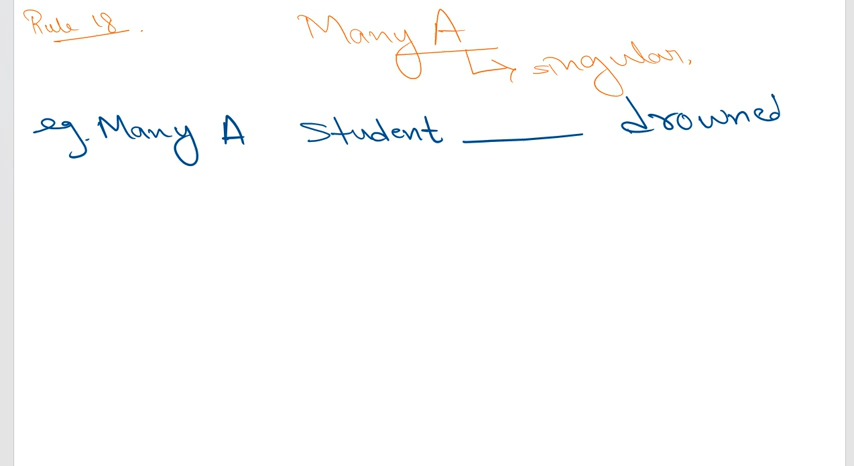 Rule 18.
Many A
singular.
eg. Many A Student ______ drowned